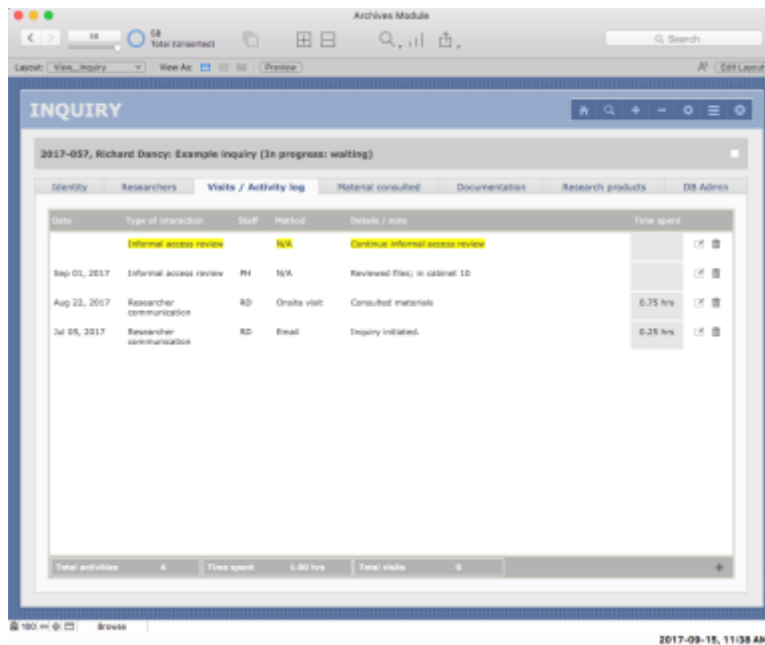 Archives Module
58
58
Total (Unsorted)
Search
Layout: View_Inquiry View As: Preview Edit Layout
INQUIRY
2017-057, Richard Dancy: Example inquiry (In progress: waiting)
Identity Researchers Visits / Activity log Material consulted Documentation Research products DB Admin
Date Type of interaction Staff Method Details / note Time spent
Informal access review N/A Continue informal access review
Sep 01, 2017 Informal access review PH N/A Reviewed files; in cabinet 10
Aug 22, 2017 Researcher communication RD Onsite visit Consulted materials 0.75 hrs
Jul 05, 2017 Researcher communication RD Email Inquiry initiated. 0.25 hrs
Total activities 4 Time spent 1.00 hrs Total visits 0
100 Browse
2017-09-15, 11:38 AM